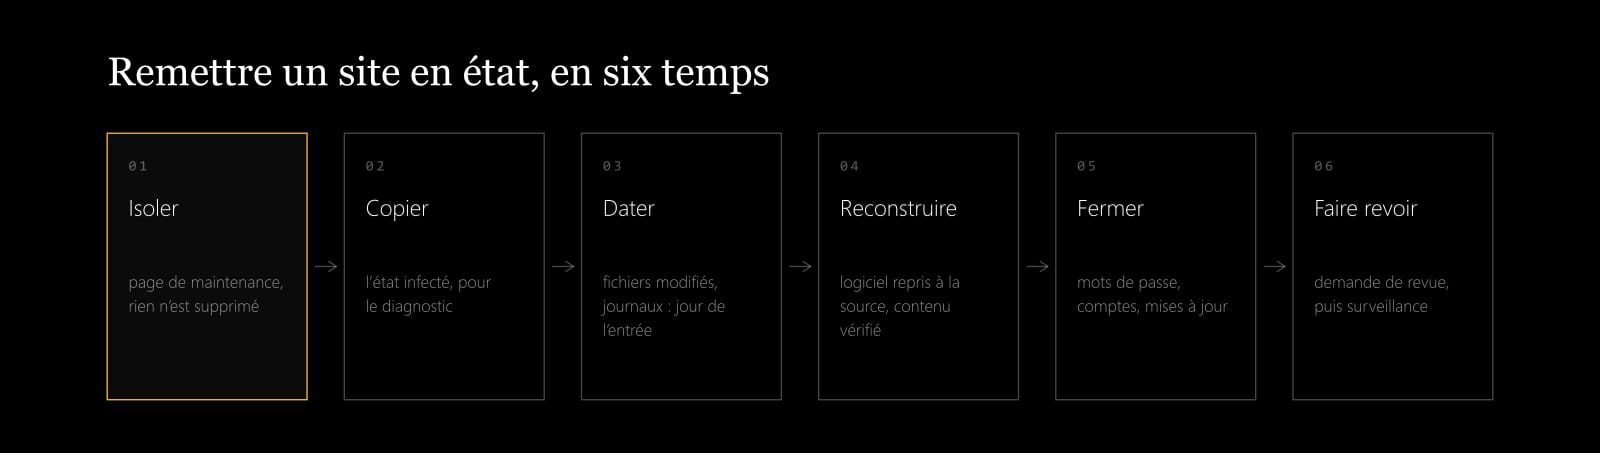 Remettre un site en état, en six temps
01
Isoler
page de maintenance,
rien n’est supprimé
02
Copier
l’état infecté, pour
le diagnostic
03
Dater
fichiers modifiés,
journaux : jour de
l’entrée
04
Reconstruire
logiciel repris à la
source, contenu
vérifié
05
Fermer
mots de passe,
comptes, mises à jour
06
Faire revoir
demande de revue,
puis surveillance